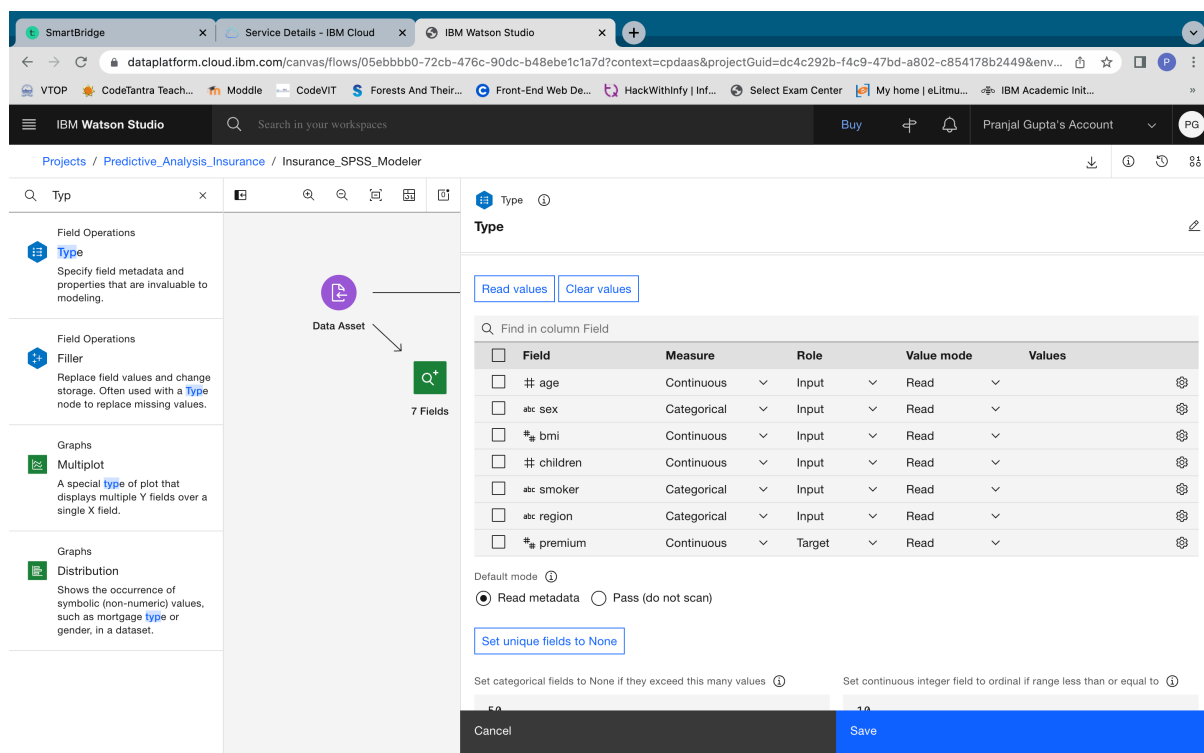 SmartBridge
Service Details - IBM Cloud
IBM Watson Studio
dataplatform.cloud.ibm.com/canvas/flows/05ebbbb0-72cb-476c-90dc-b48ebe1c1a7d?context=cpdaas&projectGuid=dc4c292b-f4c9-47bd-a802-c854178b2449&env...
P
VTOP
CodeTantra Teach...
Moddle
CodeVIT
Forests And Their...
Front-End Web De...
HackWithInfy | Inf...
Select Exam Center
My home | eLitmu...
IBM Academic Init...
»
IBM Watson Studio
Search in your workspaces
Buy
Pranjal Gupta's Account
PG
Projects / Predictive_Analysis_Insurance / Insurance_SPSS_Modeler
Typ
Field Operations
Type
Specify field metadata and
properties that are invaluable to
modeling.
Field Operations
Filler
Replace field values and change
storage. Often used with a Type
node to replace missing values.
Graphs
Multiplot
A special type of plot that
displays multiple Y fields over a
single X field.
Graphs
Distribution
Shows the occurrence of
symbolic (non-numeric) values,
such as mortgage type or
gender, in a dataset.
Data Asset
7 Fields
Type
Type
Read values
Clear values
Find in column Field
Field Measure Role Value mode Values
# age Continuous Input Read
abc sex Categorical Input Read
## bmi Continuous Input Read
# children Continuous Input Read
abc smoker Categorical Input Read
abc region Categorical Input Read
## premium Continuous Target Read
Default mode
Read metadata Pass (do not scan)
Set unique fields to None
Set categorical fields to None if they exceed this many values
50
Set continuous integer field to ordinal if range less than or equal to
10
Cancel
Save